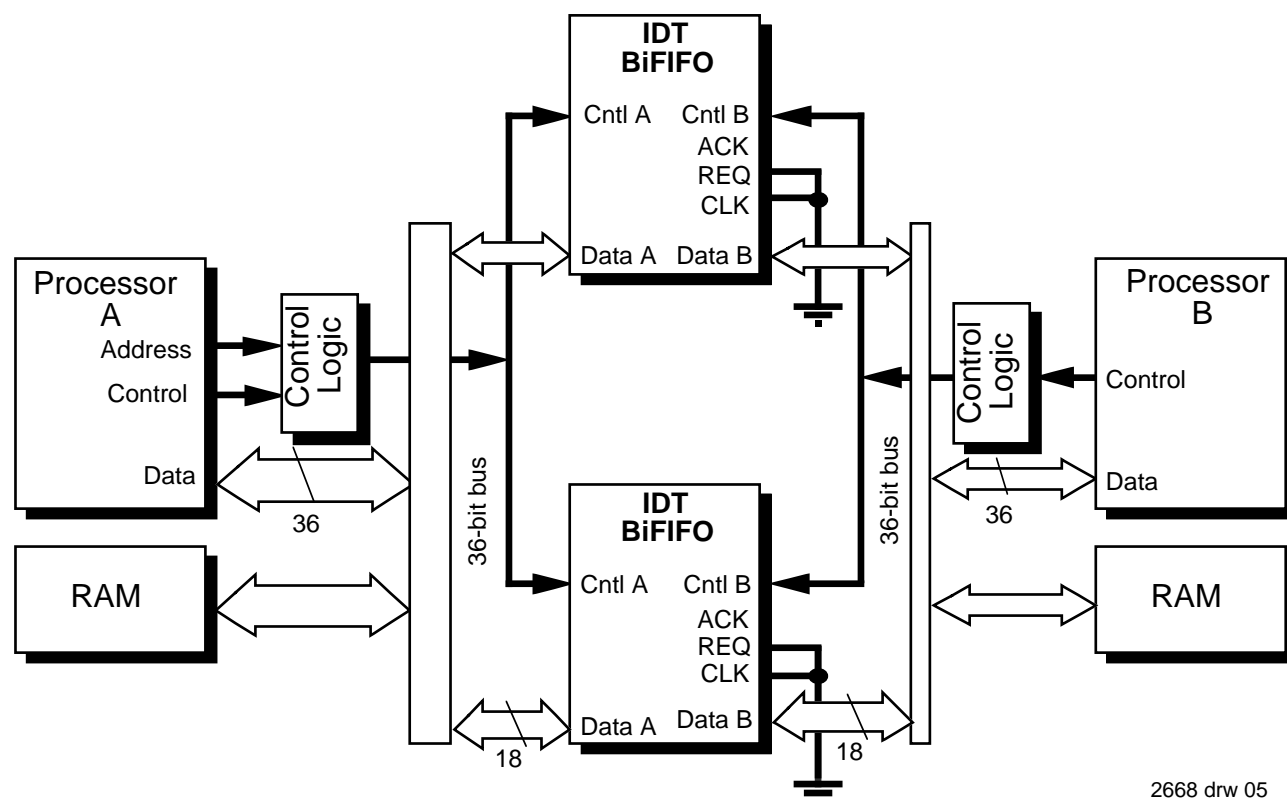 IDT
BiFIFO
Cntl A
Cntl B
ACK
REQ
CLK
Data A
Data B
Processor
A
Address
Control
Data
36
Control
Logic
36-bit bus
RAM
IDT
BiFIFO
Cntl A
Cntl B
ACK
REQ
CLK
Data A
Data B
18
18
36-bit bus
Control
Logic
36
Processor
B
Control
Data
RAM
2668 drw 05